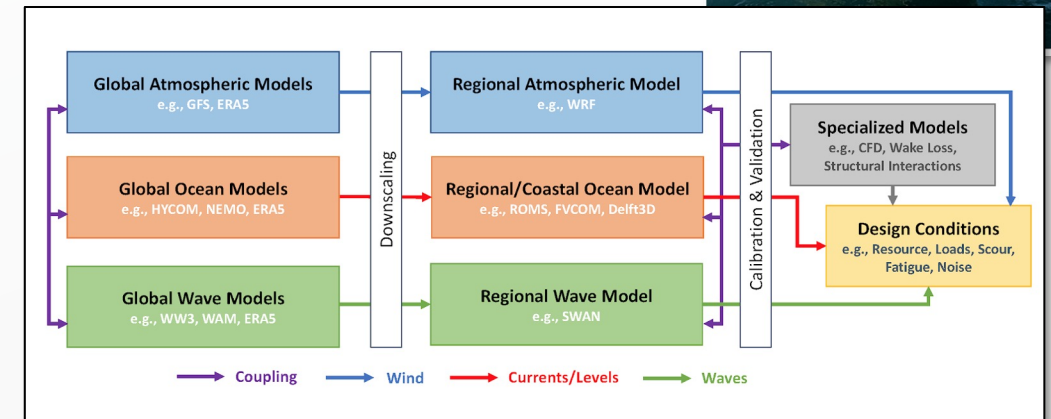 Global Atmospheric Models
e.g., GFS, ERA5
Global Ocean Models
e.g., HYCOM, NEMO, ERA5
Global Wave Models
e.g., WW3, WAM, ERA5
Downscaling
Regional Atmospheric Model
e.g., WRF
Regional/Coastal Ocean Model
e.g., ROMS, FVCOM, Delft3D
Regional Wave Model
e.g., SWAN
Calibration & Validation
Specialized Models
e.g., CFD, Wake Loss,
Structural Interactions
Design Conditions
e.g., Resource, Loads, Scour,
Fatigue, Noise
Coupling
Wind
Currents/Levels
Waves